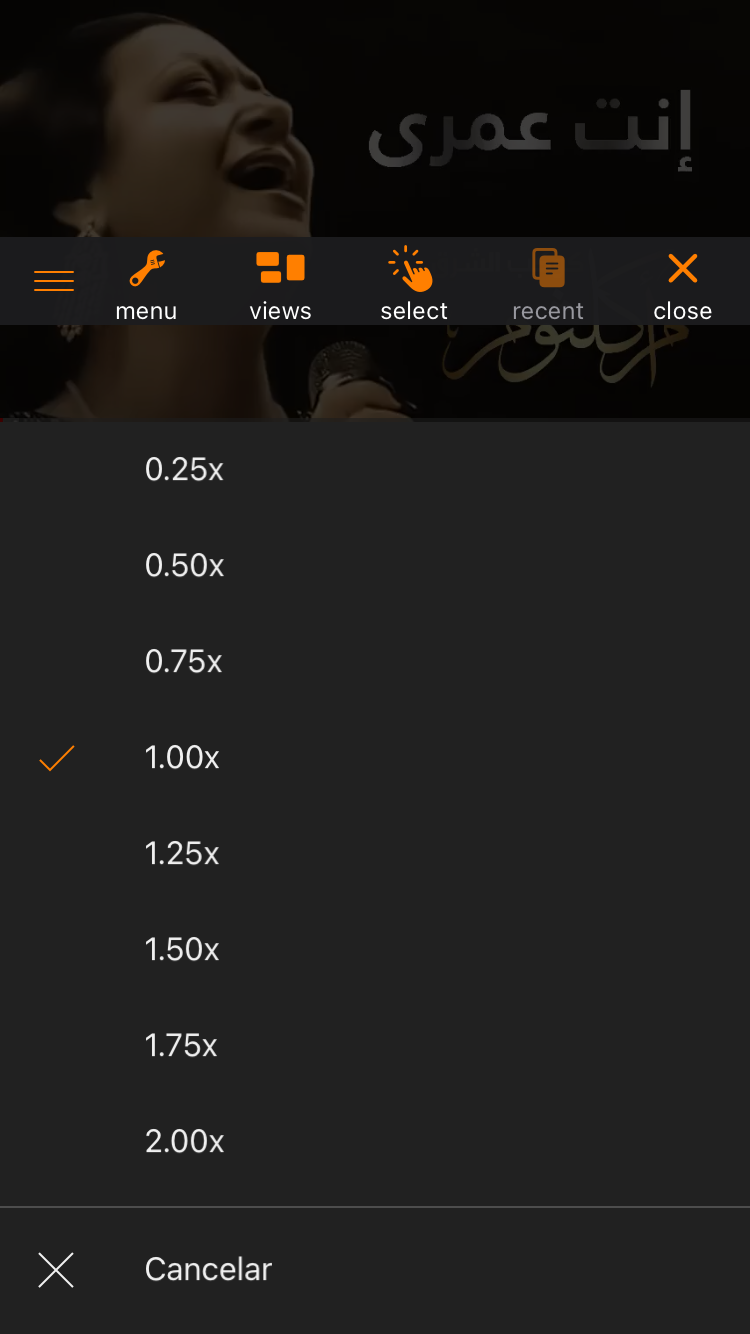 إنت عمرى
menu views select recent close
0.25x
0.50x
0.75x
1.00x
1.25x
1.50x
1.75x
2.00x
Cancelar